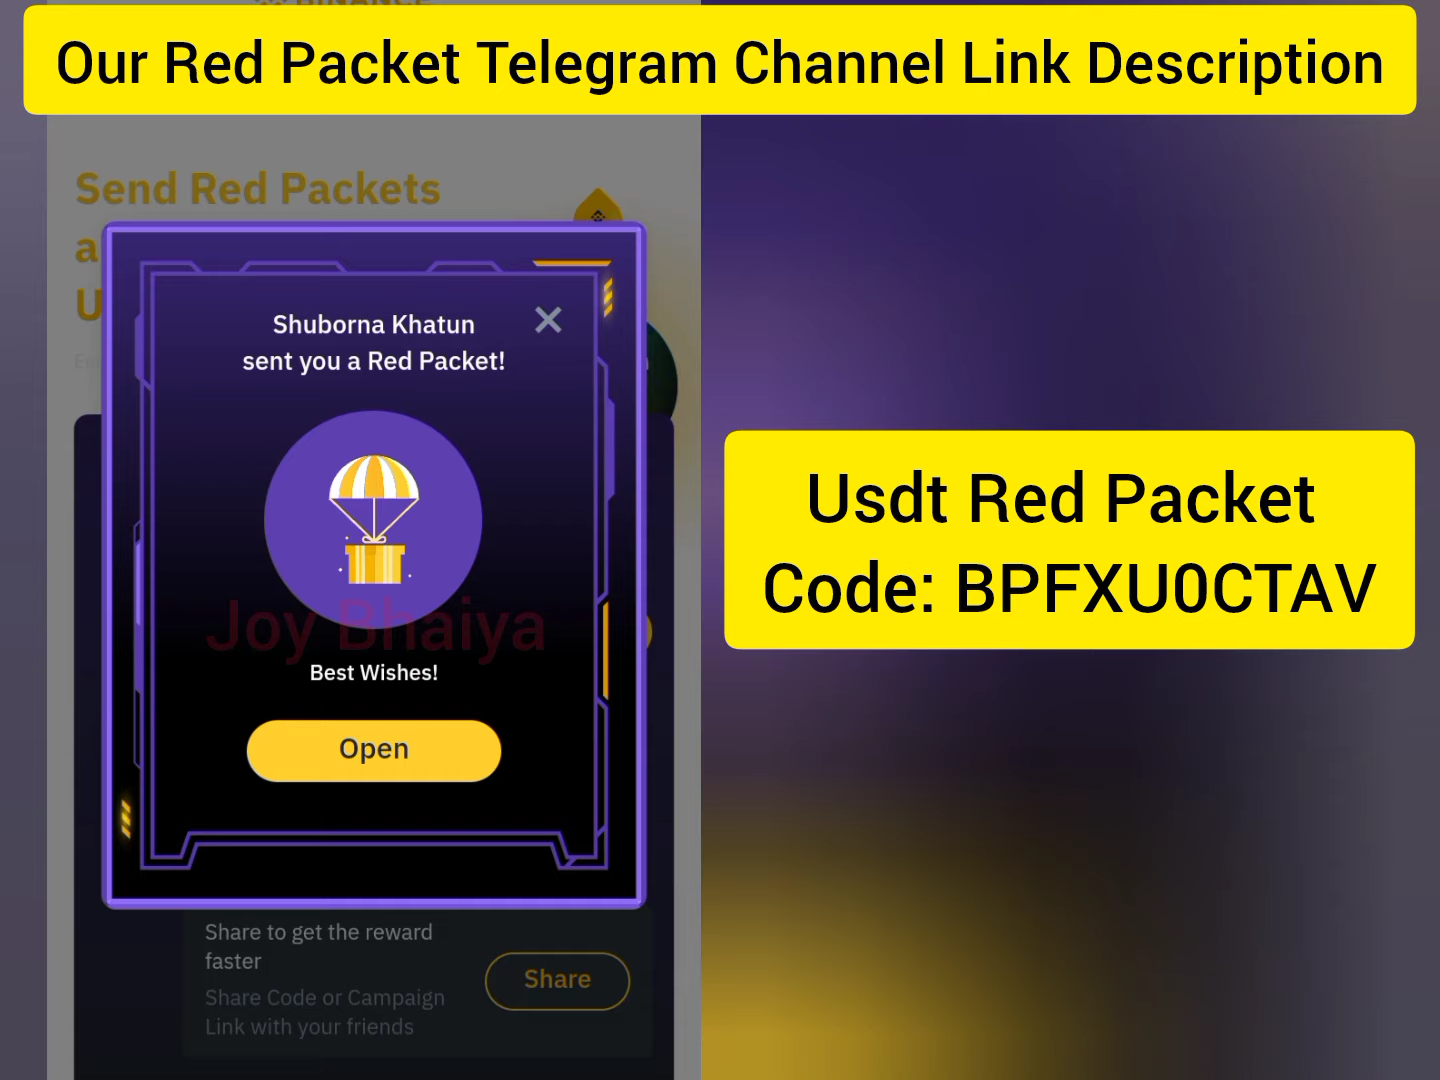 BINANCE
Our Red Packet Telegram Channel Link Description
Send Red Packets
a
U
Shuborna Khatun
sent you a Red Packet!
Joy Bhaiya
Best Wishes!
Open
Usdt Red Packet
Code: BPFXU0CTAV
Share to get the reward
faster
Share
Share Code or Campaign
Link with your friends